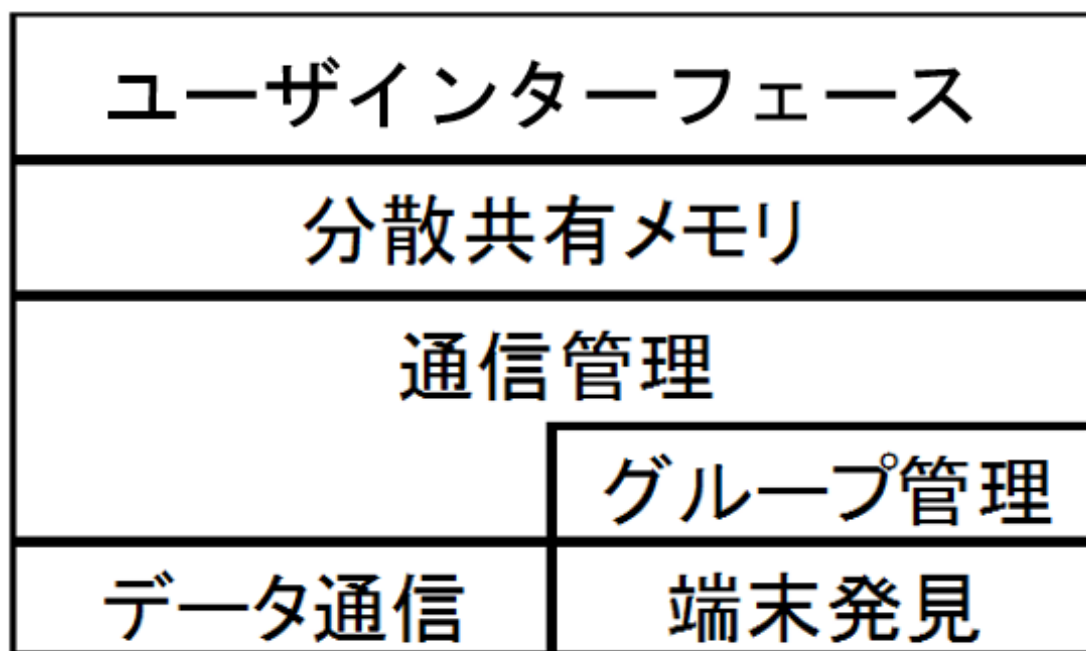 ユーザインターフェース
分散共有メモリ
通信管理
グループ管理
データ通信
端末発見